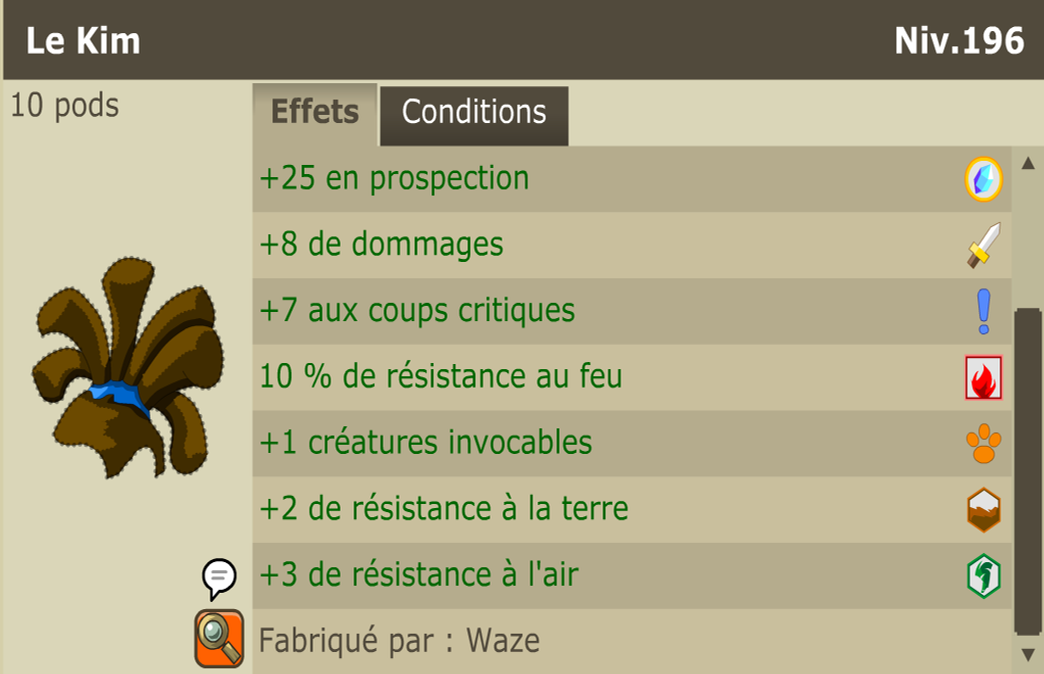 Le Kim
Niv.196
10 pods
Effets
Conditions
+25 en prospection
+8 de dommages
+7 aux coups critiques
10 % de résistance au feu
+1 créatures invocables
+2 de résistance à la terre
+3 de résistance à l'air
Fabriqué par : Waze